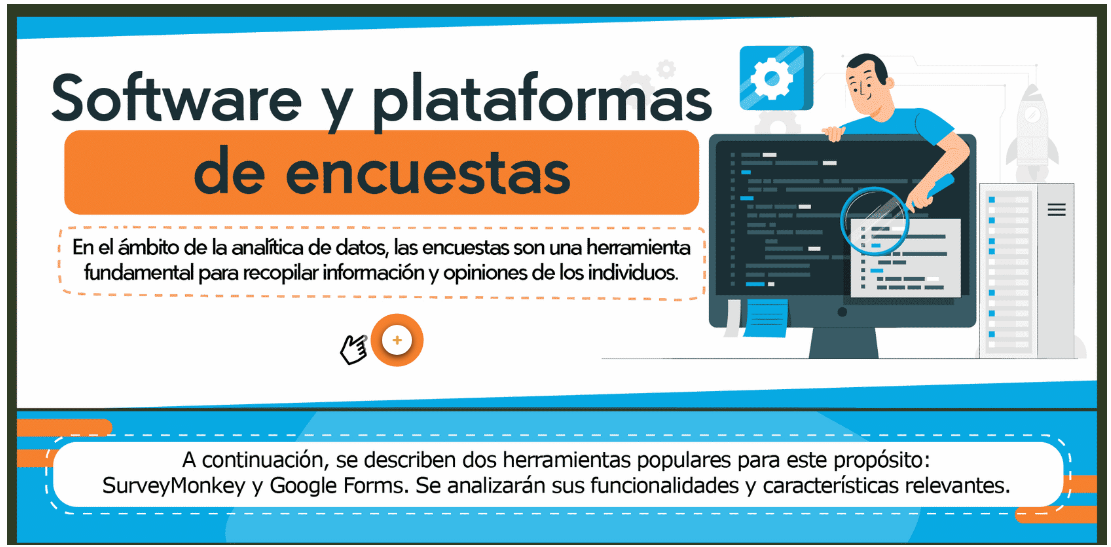 Software y plataformas
de encuestas
En el ámbito de la analítica de datos, las encuestas son una herramienta
fundamental para recopilar información y opiniones de los individuos.
+
A continuación, se describen dos herramientas populares para este propósito:
SurveyMonkey y Google Forms. Se analizarán sus funcionalidades y características relevantes.